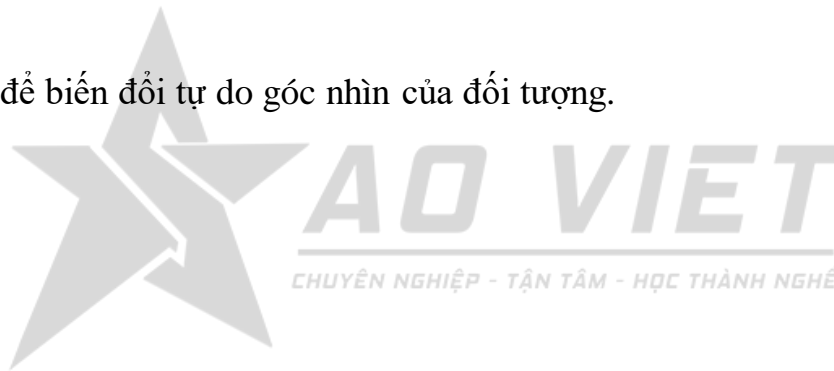 để biến đổi tự do góc nhìn của đối tượng.
AO VIET
CHUYÊN NGHIỆP - TẬN TÂM - HỌC THÀNH NGHỀ